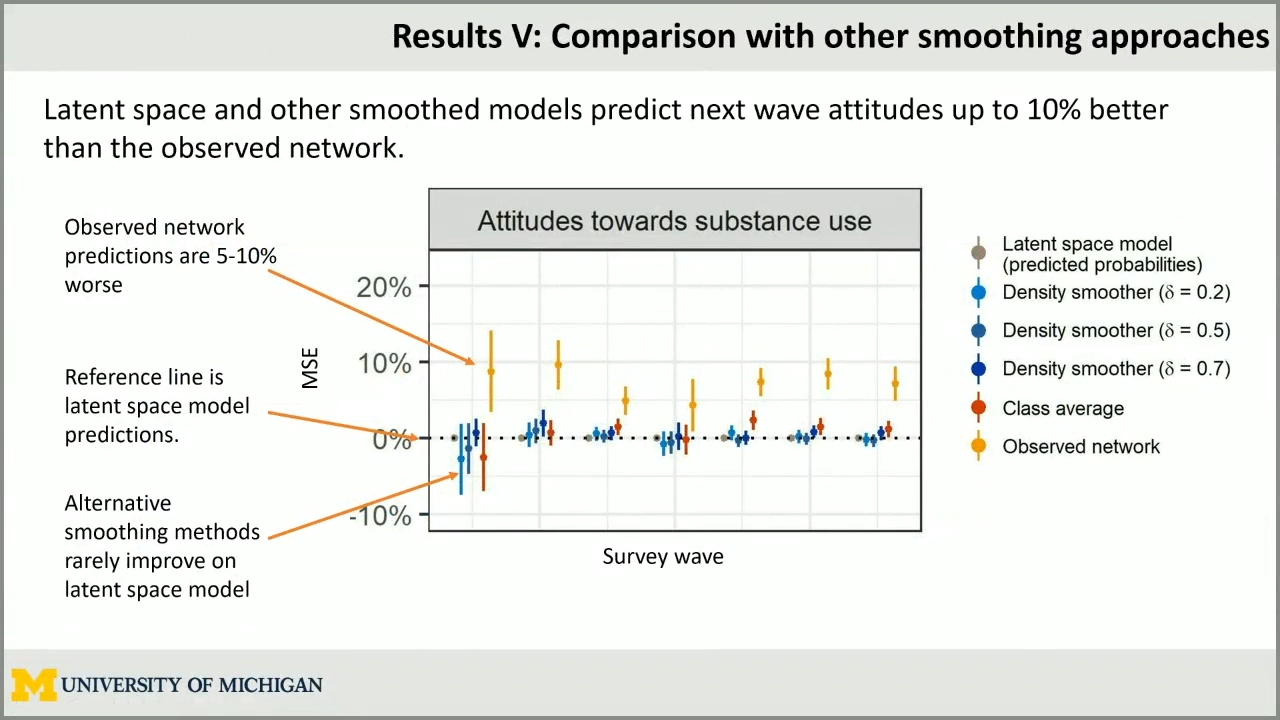 Results V: Comparison with other smoothing approaches
Latent space and other smoothed models predict next wave attitudes up to 10% better
than the observed network.
Observed network
predictions are 5-10%
worse
Reference line is
latent space model
predictions.
Alternative
smoothing methods
rarely improve on
latent space model
Attitudes towards substance use
MSE
20%
10%
0%
-10%
Survey wave
Latent space model
(predicted probabilities)
Density smoother (δ = 0.2)
Density smoother (δ = 0.5)
Density smoother (δ = 0.7)
Class average
Observed network
M UNIVERSITY OF MICHIGAN